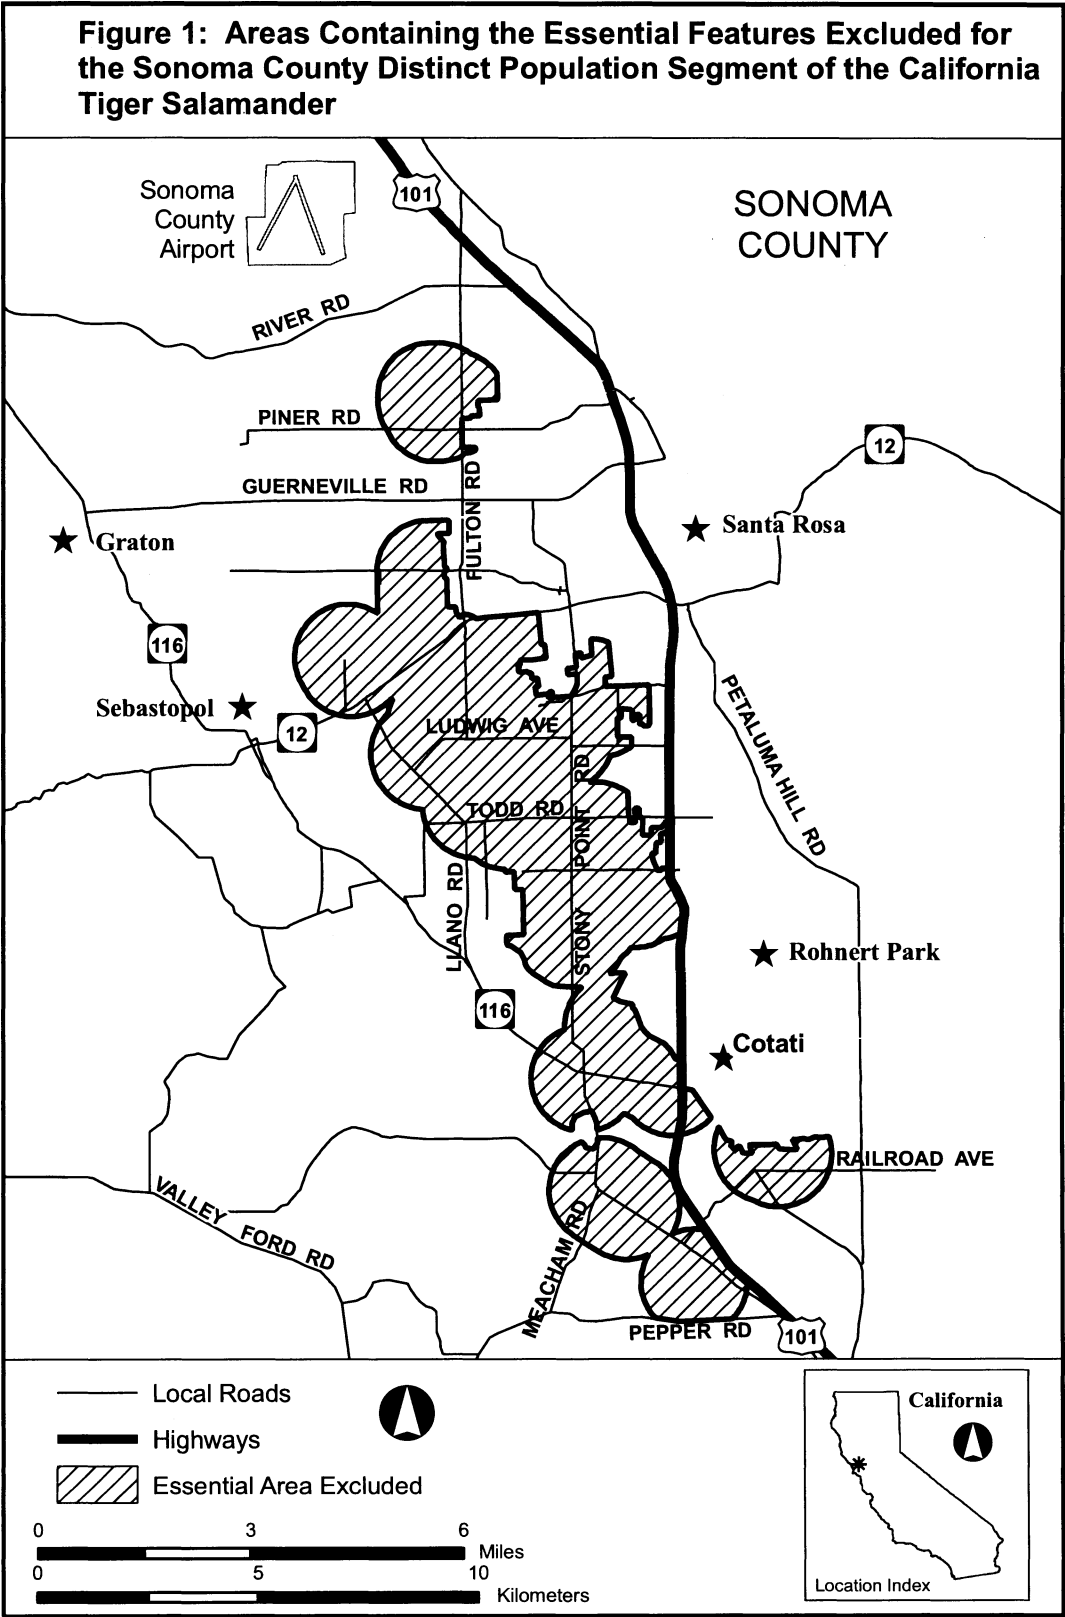 Figure 1: Areas Containing the Essential Features Excluded for
the Sonoma County Distinct Population Segment of the California
Tiger Salamander
Sonoma
County
Airport
101
SONOMA
COUNTY
RIVER RD
PINER RD
12
GUERNEVILLE RD
FULTON RD
Santa Rosa
Graton
116
Sebastopol
12
LUDWIG AVE
PETALUMA HILL RD
TODD RD
STONY POINT RD
LLANO RD
Rohnert Park
116
Cotati
RAILROAD AVE
VALLEY FORD RD
MEACHAM RD
PEPPER RD
101
Local Roads
Highways
Essential Area Excluded
0 3 6
Miles
0 5 10
Kilometers
California
Location Index